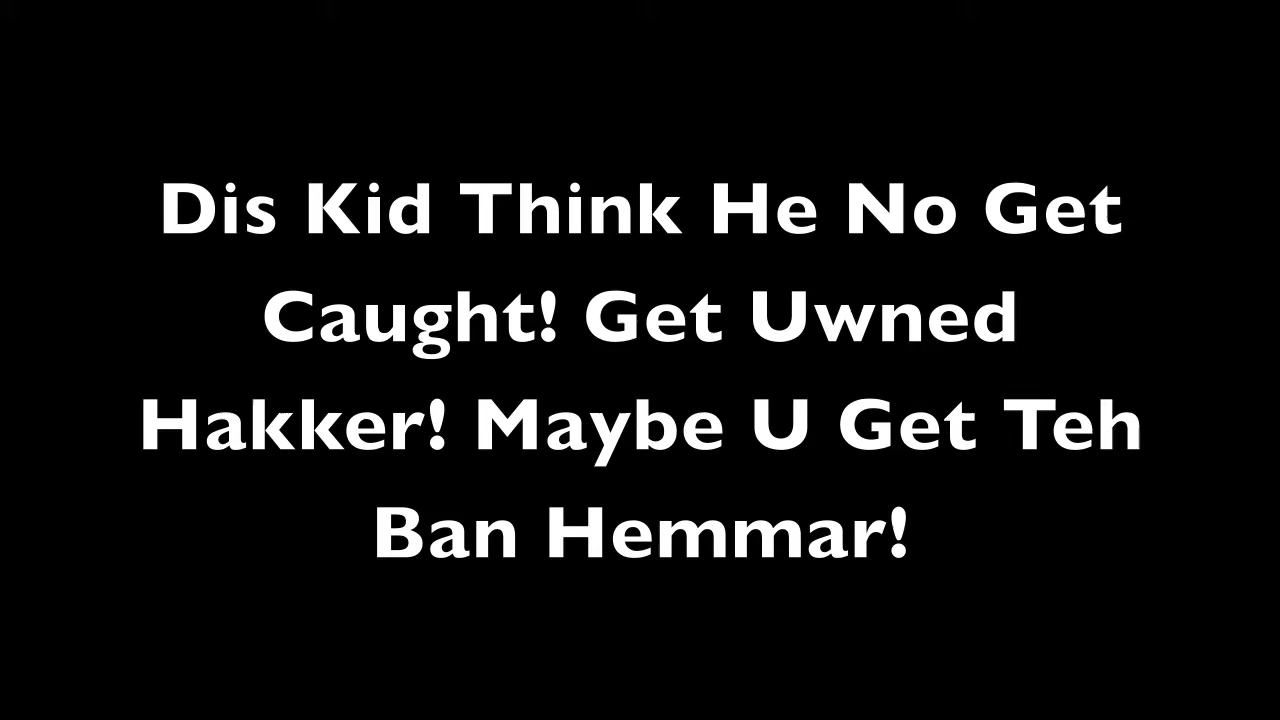 Dis Kid Think He No Get
Caught! Get Uwned
Hakker! Maybe U Get Teh
Ban Hemmar!